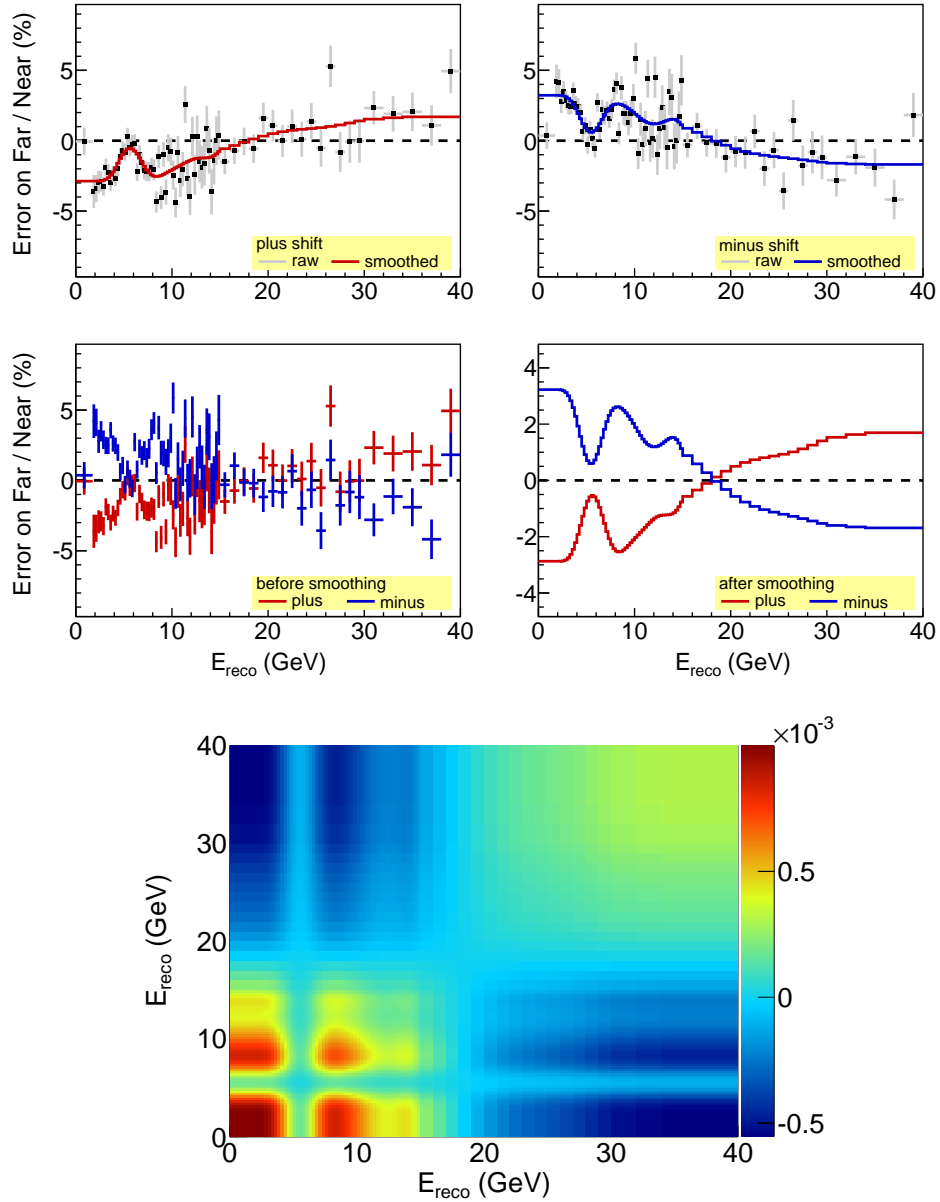 Error on Far / Near (%)
5
0
-5
plus shift
raw smoothed
0 10 20 30 40
5
0
-5
minus shift
raw smoothed
0 10 20 30 40
Error on Far / Near (%)
5
0
-5
before smoothing
plus minus
0 10 20 30 40
E_reco (GeV)
4
2
0
-2
-4
after smoothing
plus minus
0 10 20 30 40
E_reco (GeV)
×10⁻³
E_reco (GeV)
40
30
20
10
0
0 10 20 30 40
E_reco (GeV)
0.5
0
-0.5